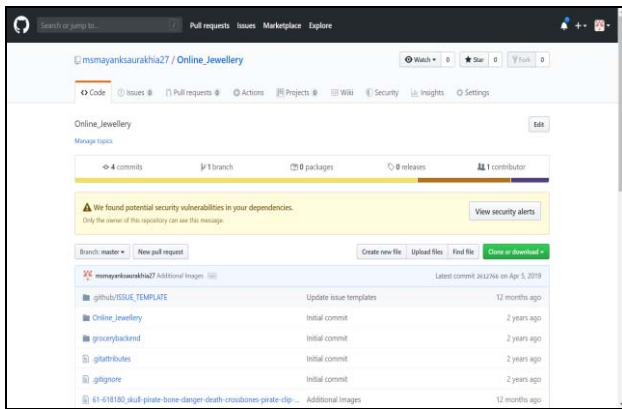 Search or jump to... / Pull requests Issues Marketplace Explore
msmayanksaurakhia27 / Online_Jewellery Watch 0 Star 0 Fork 0
Code Issues 0 Pull requests 0 Actions Projects 0 Wiki Security Insights Settings
Online_Jewellery Edit
Manage topics
4 commits 1 branch 0 packages 0 releases 1 contributor
We found potential security vulnerabilities in your dependencies.
Only the owner of this repository can see this message.
View security alerts
Branch: master New pull request Create new file Upload files Find file Clone or download
msmayanksaurakhia27 Additional Images Latest commit on Apr 5, 2019
.github/ISSUE_TEMPLATE Update issue templates 12 months ago
Online_Jewellery Initial commit 2 years ago
grocerybackend Initial commit 2 years ago
.gitattributes Initial commit 2 years ago
.gitignore Initial commit 2 years ago
61-618180_skull-pirate-bone-danger-death-crossbones-pirate-clip-... Additional Images 12 months ago